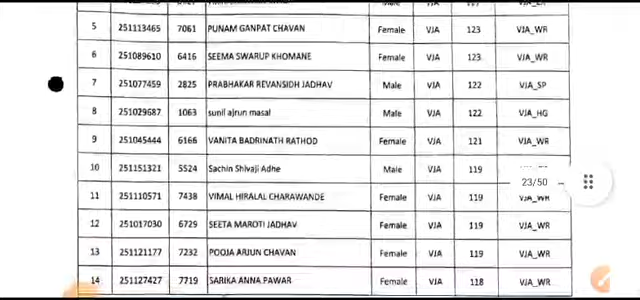 5 251113465 7061 PUNAM GANPAT CHAVAN Female VJA 123 VJA_WR
6 251089610 6416 SEEMA SWARUP KHOMANE Female VJA 123 VJA_WR
7 251077459 2825 PRABHAKAR REVANSIDH JADHAV Male VJA 122 VJA_SP
8 251029687 1063 sunil ajrun masal Male VJA 122 VJA_HG
9 251045444 6166 VANITA BADRINATH RATHOD Female VJA 121 VJA_WR
10 251151321 5524 Sachin Shivaji Adhe Male VJA 119
23/50
11 251110571 7438 VIMAL HIRALAL CHARAWANDE Female VJA 119 VJA_WR
12 251017030 6729 SEETA MAROTI JADHAV Female VJA 119 VJA_WR
13 251121177 7232 POOJA ARJUN CHAVAN Female VJA 119 VJA_WR
14 251127427 7719 SARIKA ANNA PAWAR Female VJA 118 VJA_WR